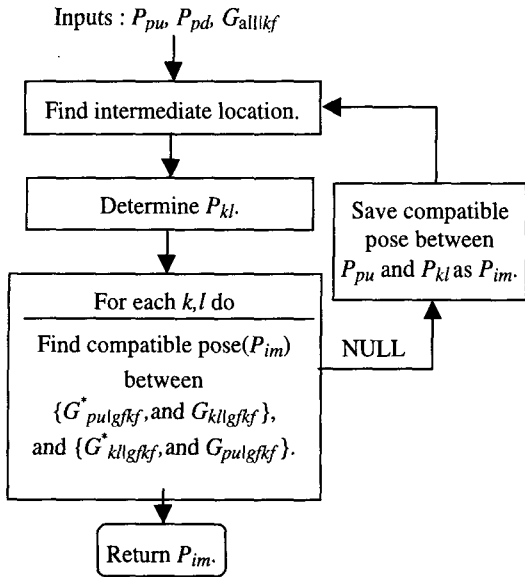 Inputs : P_pu, P_pd, G_all|kf
Find intermediate location.
Determine P_kl.
Save compatible
pose between
P_pu and P_kl as P_im.
For each k,l do
Find compatible pose(P_im)
between
{G*_pu|gfkf, and G_kl|gfkf},
and {G*_kl|gfkf, and G_pu|gfkf}.
NULL
Return P_im.